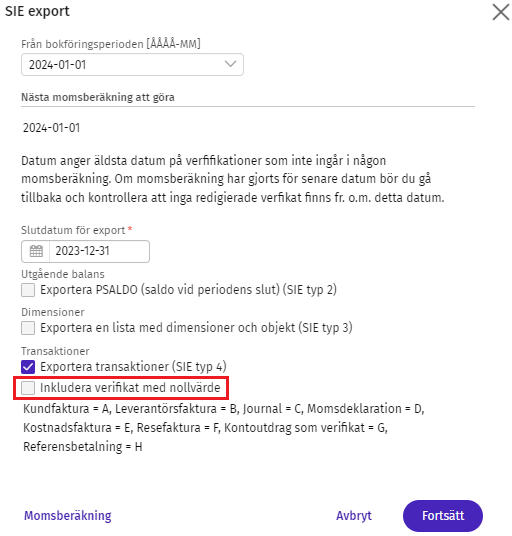 SIE export
Från bokföringsperioden [ÅÅÅÅ-MM]
2024-01-01
Nästa momsberäkning att göra
2024-01-01
Datum anger äldsta datum på verfifikationer som inte ingår i någon
momsberäkning. Om momsberäkning har gjorts för senare datum bör du gå
tillbaka och kontrollera att inga redigierade verfikat finns fr. o.m. detta datum.
Slutdatum för export *
2023-12-31
Utgående balans
Exportera PSALDO (saldo vid periodens slut) (SIE typ 2)
Dimensioner
Exportera en lista med dimensioner och objekt (SIE typ 3)
Transaktioner
Exportera transaktioner (SIE typ 4)
Inkludera verifikat med nollvärde
Kundfaktura = A, Leverantörsfaktura = B, Journal = C, Momsdeklaration = D,
Kostnadsfaktura = E, Resefaktura = F, Kontoutdrag som verifikat = G,
Referensbetalning = H
Momsberäkning
Avbryt
Fortsätt